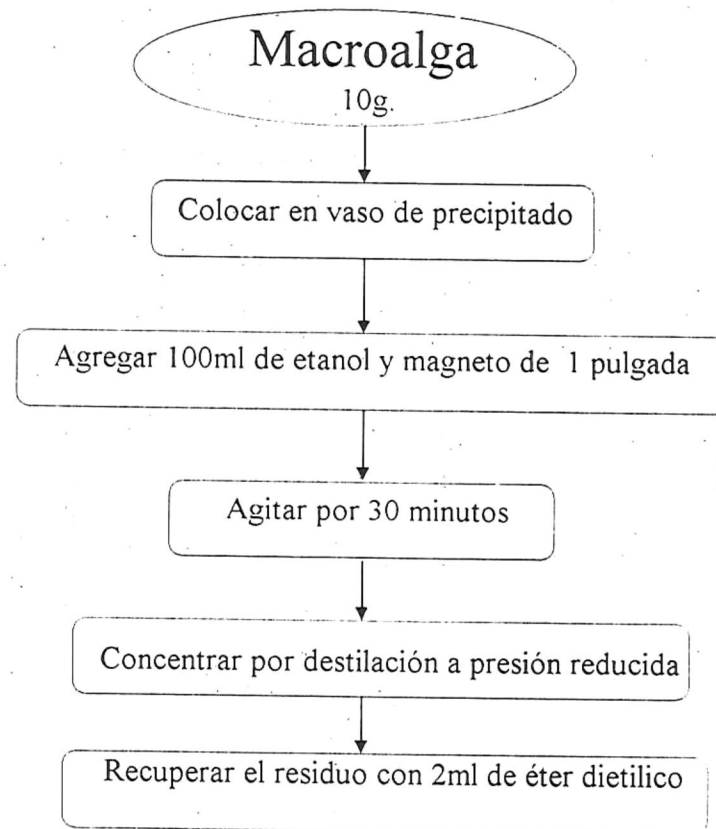 Macroalga
10g.
Colocar en vaso de precipitado
Agregar 100ml de etanol y magneto de 1 pulgada
Agitar por 30 minutos
Concentrar por destilación a presión reducida
Recuperar el residuo con 2ml de éter dietilico